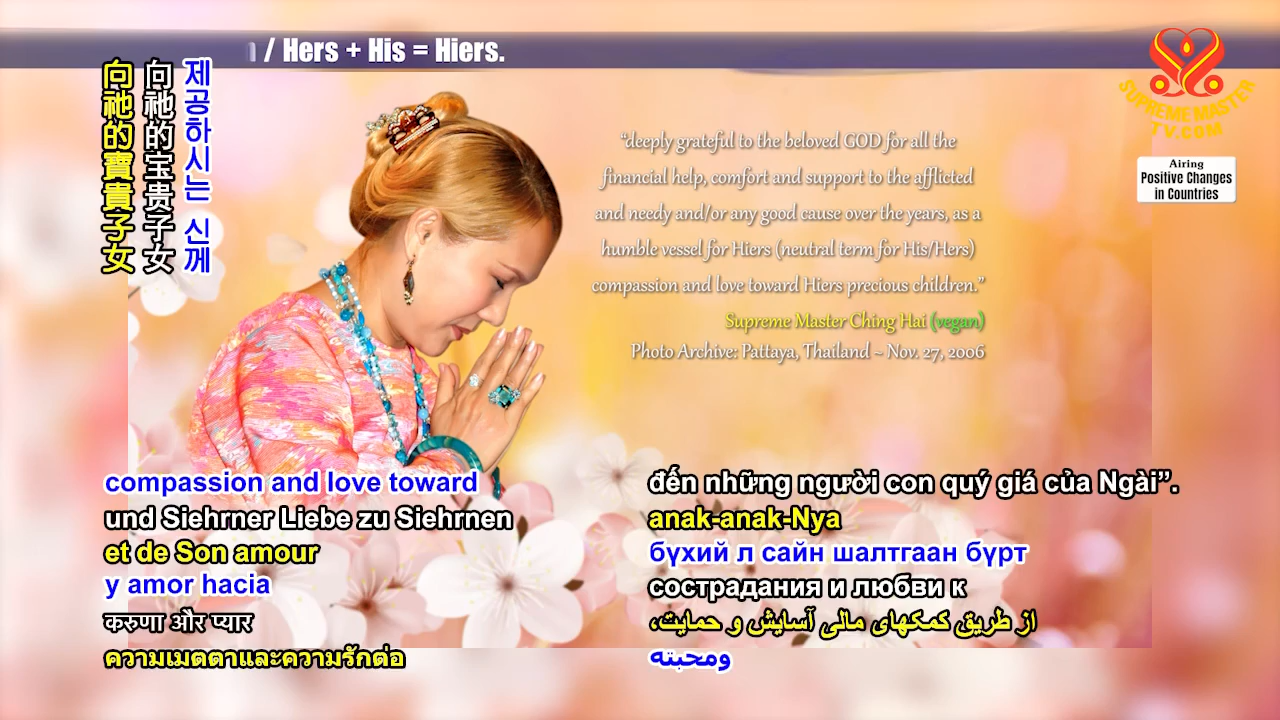 / Hers + His = Hiers.
SUPREME MASTER
TV.COM
Airing
Positive Changes
in Countries
제공하시는 신께
向祂的宝贵子女
向祂的寶貴子女
“deeply grateful to the beloved GOD for all the
financial help, comfort and support to the afflicted
and needy and/or any good cause over the years, as a
humble vessel for Hiers (neutral term for His/Hers)
compassion and love toward Hiers precious children.”
Supreme Master Ching Hai (vegan)
Photo Archive: Pattaya, Thailand ~ Nov. 27, 2006
compassion and love toward
und Siehrner Liebe zu Siehrnen
et de Son amour
y amor hacia
करुणा और प्यार
ความเมตตาและความรักต่อ
đến những người con quý giá của Ngài”.
anak-anak-Nya
бүхий л сайн шалтгаан бүрт
сострадания и любви к
از طریق کمکهای مالی آسایش و حمایت،
ومحبته